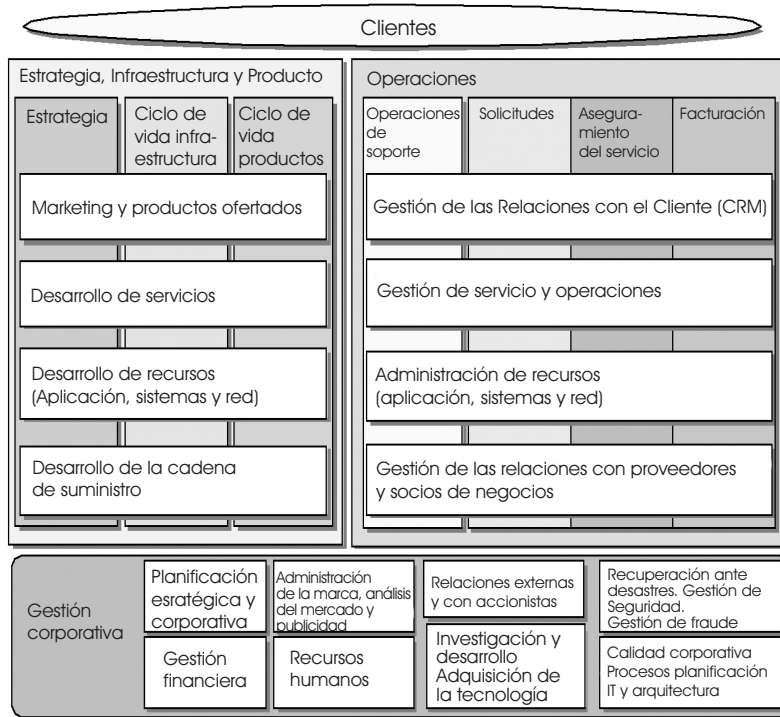 Clientes
Estrategia, Infraestructura y Producto
Estrategia
Ciclo de
vida infra-
estructura
Ciclo de
vida
productos
Marketing y productos ofertados
Desarrollo de servicios
Desarrollo de recursos
(Aplicación, sistemas y red)
Desarrollo de la cadena
de suministro
Operaciones
Operaciones
de
soporte
Solicitudes
Asegura-
miento
del servicio
Facturación
Gestión de las Relaciones con el Cliente (CRM)
Gestión de servicio y operaciones
Administración de recursos
(aplicación, sistemas y red)
Gestión de las relaciones con proveedores
y socios de negocios
Gestión
corporativa
Planificación
esratégica y
corporativa
Administración
de la marca, análisis
del mercado y
publicidad
Relaciones externas
y con accionistas
Recuperación ante
desastres. Gestión de
Seguridad.
Gestión de fraude
Gestión
financiera
Recursos
humanos
Investigación y
desarrollo
Adquisición de
la tecnología
Calidad corporativa
Procesos planificación
IT y arquitectura